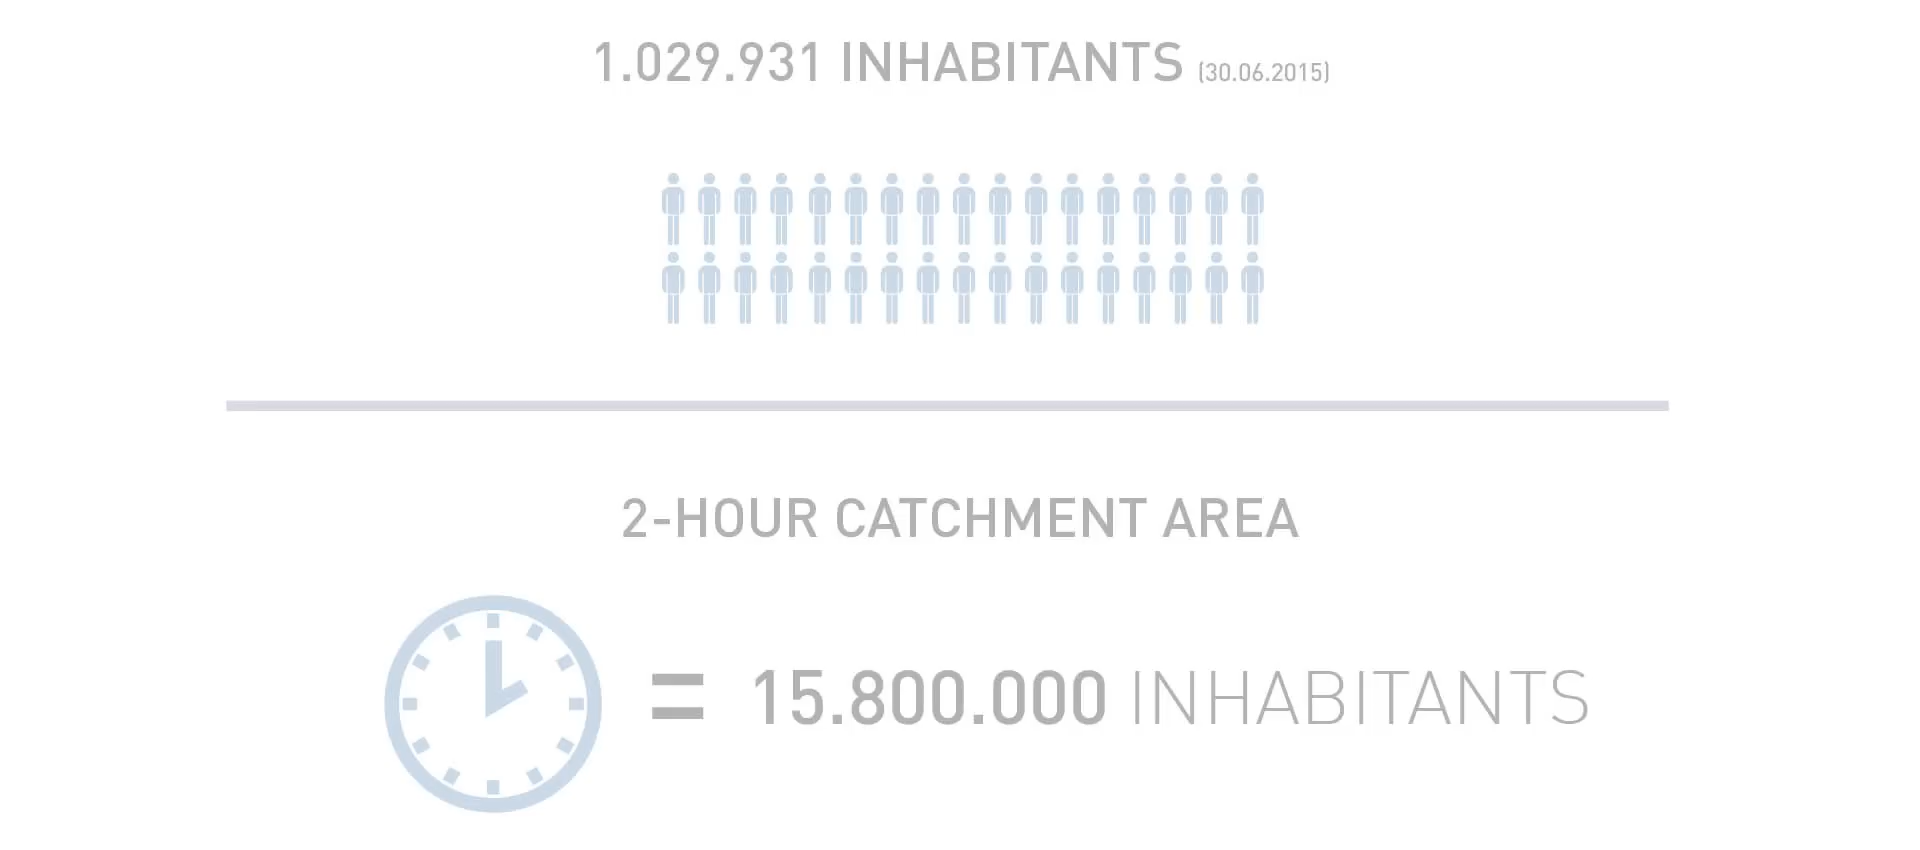 1.029.931 INHABITANTS (30.06.2015)
2-HOUR CATCHMENT AREA
= 15.800.000 INHABITANTS